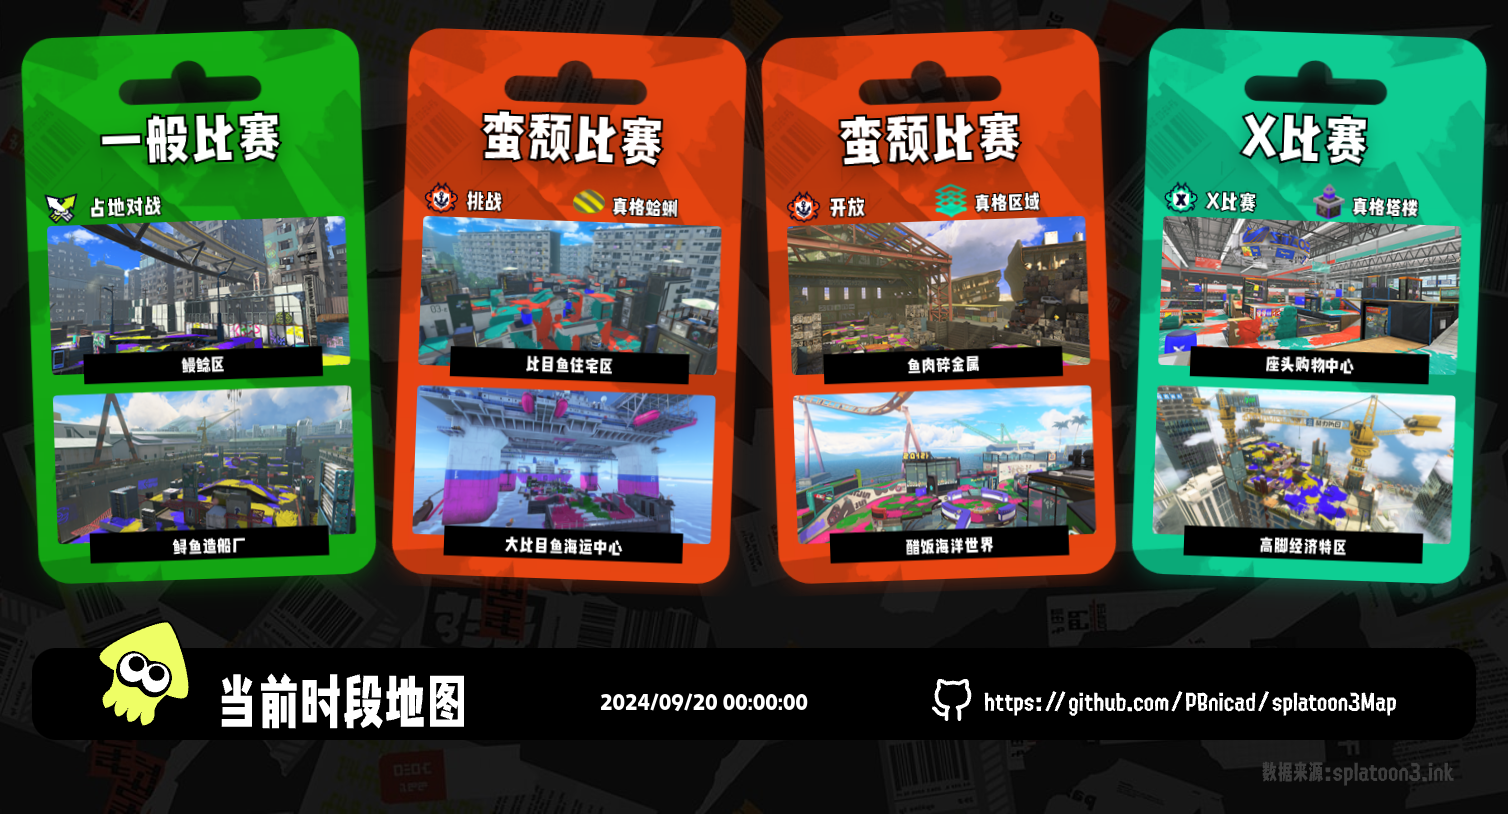 一般比赛
占地对战
鳗鲶区
鲟鱼造船厂
蛮颓比赛
挑战
真格蛤蜊
比目鱼住宅区
大比目鱼海运中心
蛮颓比赛
开放
真格区域
鱼肉碎金属
醋饭海洋世界
X比赛
X比赛
真格塔楼
座头购物中心
高脚经济特区
当前时段地图
2024/09/20 00:00:00
https://github.com/PBnicad/splatoon3Map
数据来源:splatoon3.ink